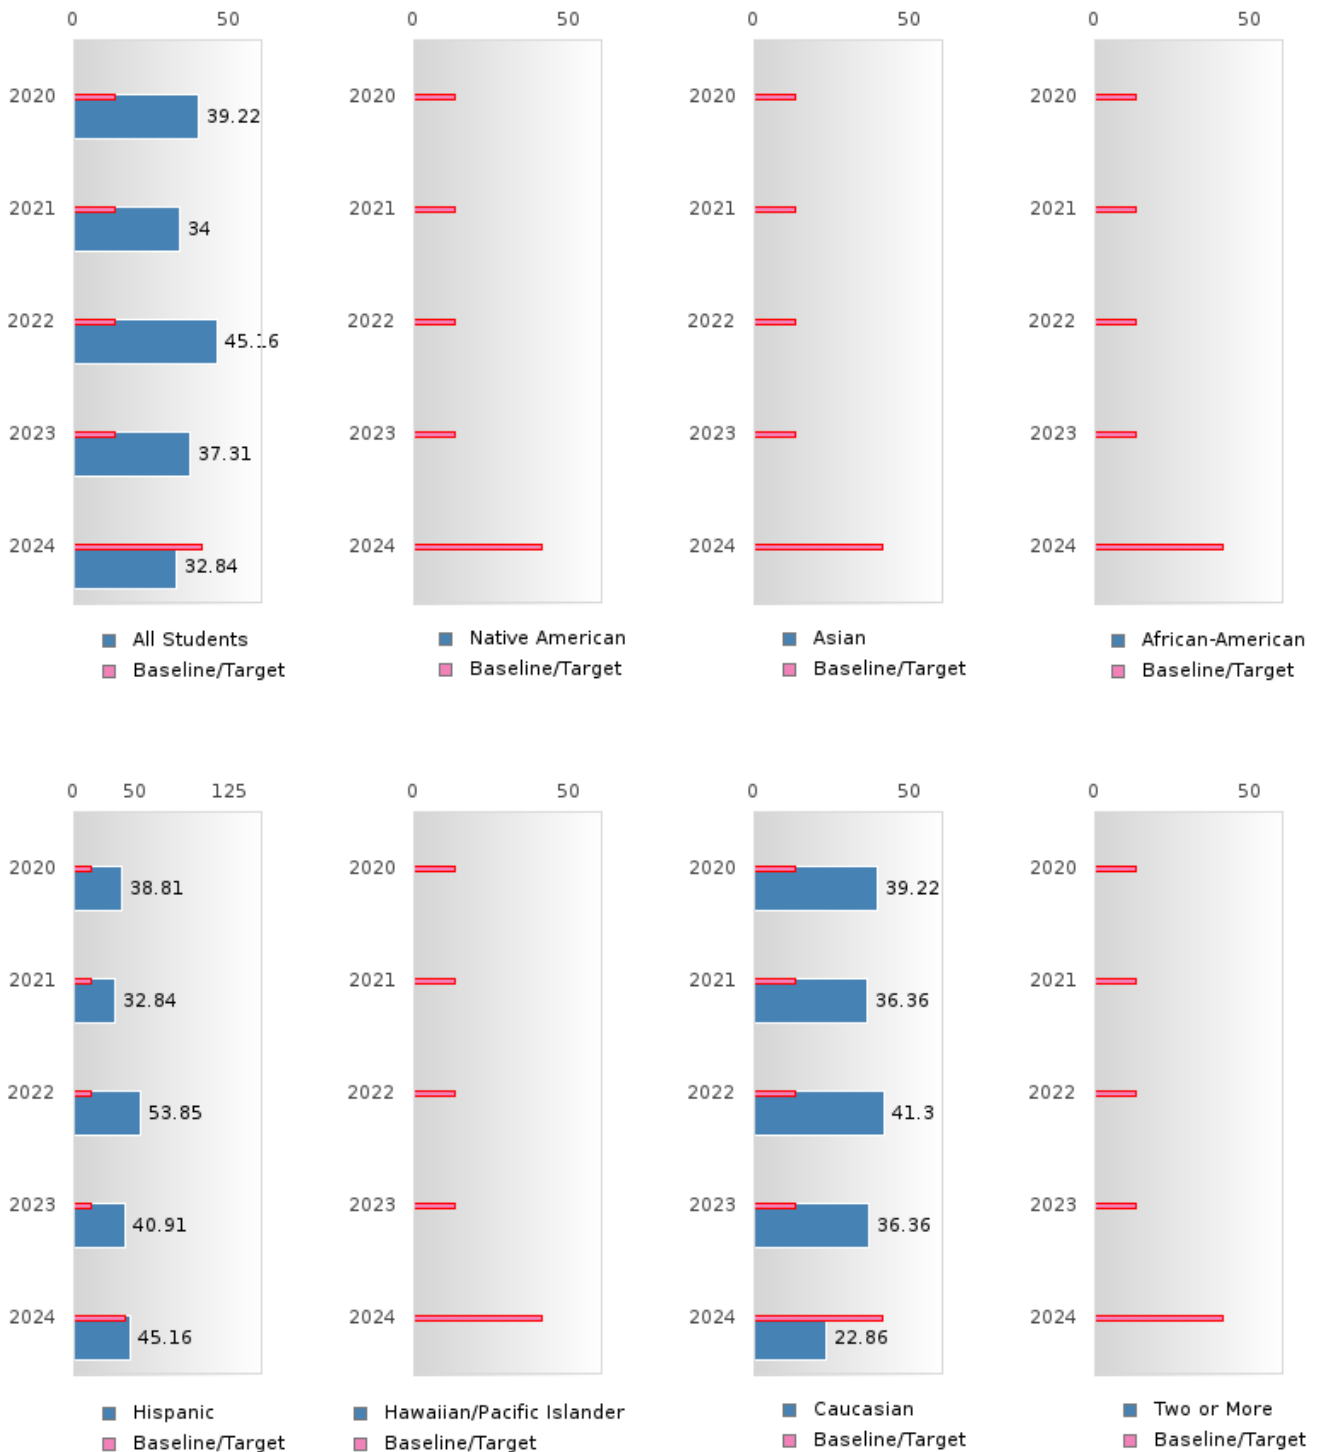 0 50 0 50 0 50 0 50
2020 39.22 2020 2020 2020
2021 34 2021 2021 2021
2022 45.16 2022 2022 2022
2023 37.31 2023 2023 2023
2024 32.84 2024 2024 2024
All Students Native American Asian African-American
Baseline/Target Baseline/Target Baseline/Target Baseline/Target
0 50 125 0 50 0 50 0 50
2020 38.81 2020 2020 39.22 2020
2021 32.84 2021 2021 36.36 2021
2022 53.85 2022 2022 41.3 2022
2023 40.91 2023 2023 36.36 2023
2024 45.16 2024 2024 22.86 2024
Hispanic Hawaiian/Pacific Islander Caucasian Two or More
Baseline/Target Baseline/Target Baseline/Target Baseline/Target